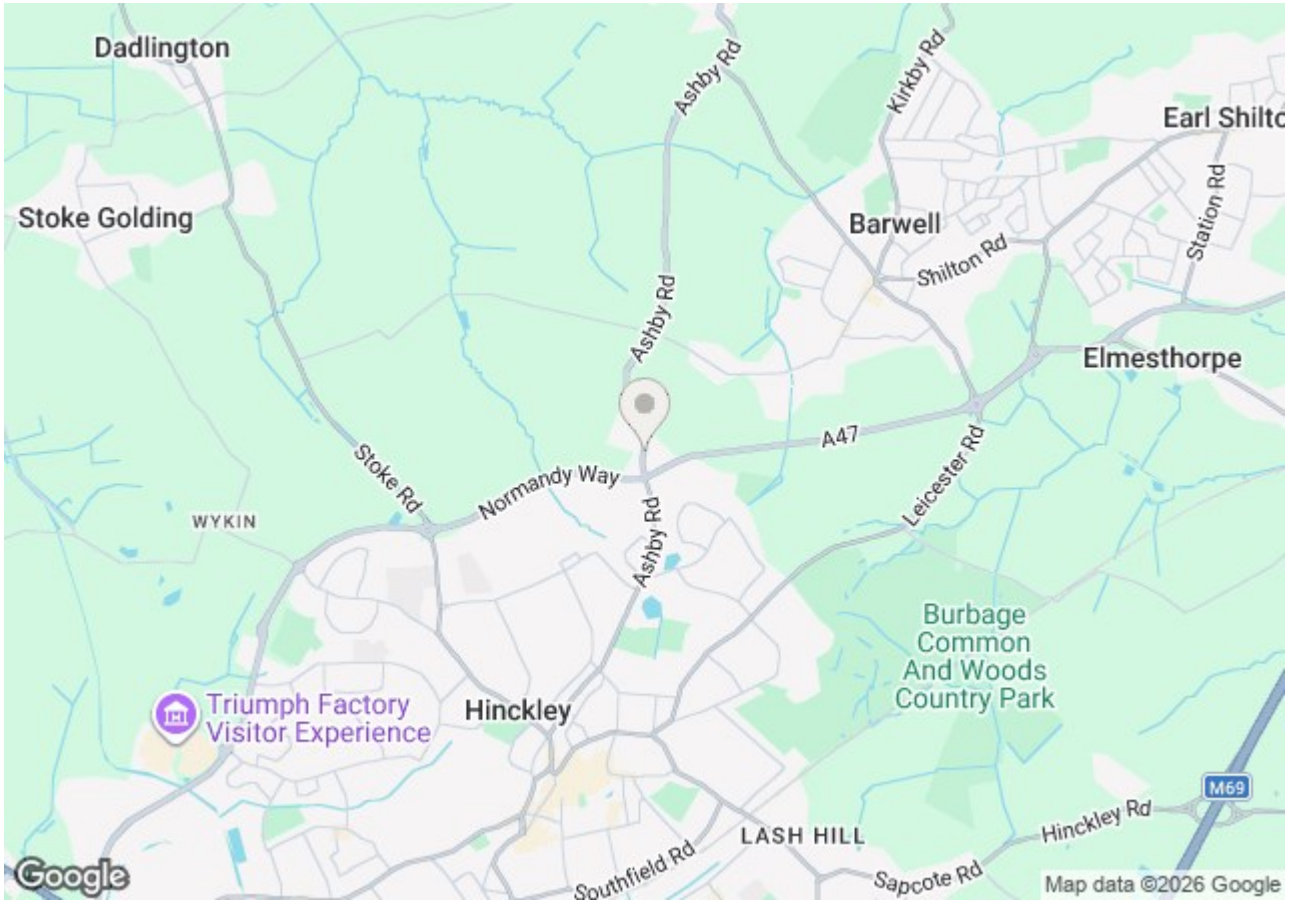 Dadlington
Ashby Rd
Kirkby Rd
Earl Shilto
Stoke Golding
Barwell
Shilton Rd
Station Rd
Ashby Rd
Elmesthorpe
A47
Stoke Rd
Normandy Way
Leicester Rd
WYKIN
Ashby Rd
Burbage
Common
And Woods
Country Park
Triumph Factory
Visitor Experience
Hinckley
M69
LASH HILL
Hinckley Rd
Southfield Rd
Sapcote Rd
Google
Map data ©2026 Google